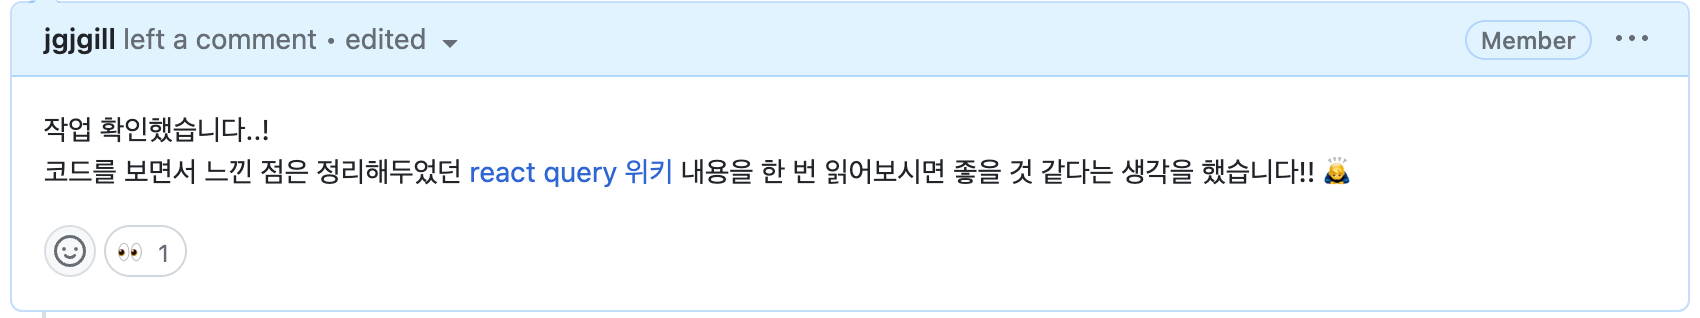 jgjgill left a comment • edited
Member
작업 확인했습니다..!
코드를 보면서 느낀 점은 정리해두었던 react query 위키 내용을 한 번 읽어보시면 좋을 것 같다는 생각을 했습니다!! 🙇
👀 1